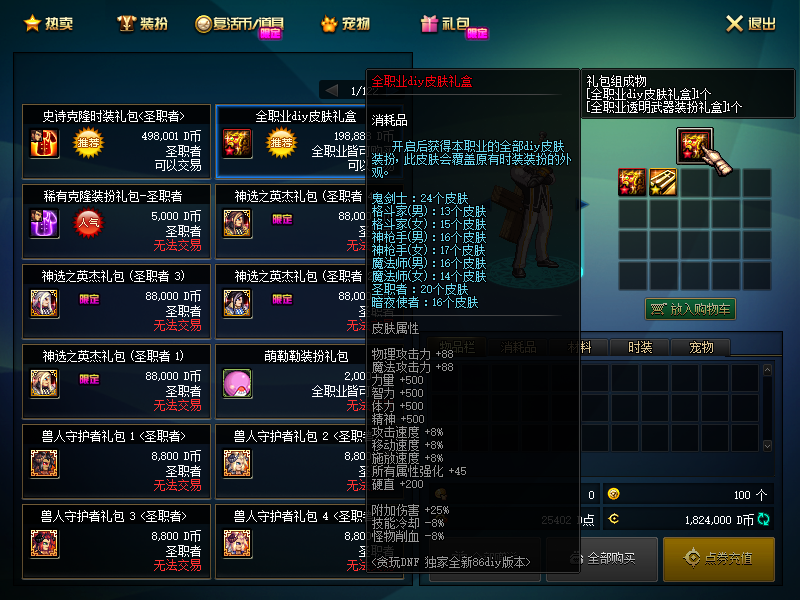 热卖
装扮
复活币/道具
限定
宠物
礼包
限定
退出
1/1
史诗克隆时装礼包<圣职者>
推荐
498,001 D币
圣职者
可以交易
全职业diy皮肤礼盒
推荐
198,88
全职业皆可
可以
稀有克隆装扮礼包-圣职者
人气
5,000 D币
圣职者
无法交易
神选之英杰礼包 (圣职者
限定
88,00
圣
无法
神选之英杰礼包 (圣职者 3)
限定
88,000 D币
圣职者
无法交易
神选之英杰礼包 (圣职者
限定
88,00
圣
无法
神选之英杰礼包 (圣职者 1)
限定
88,000 D币
圣职者
无法交易
萌勒勒装扮礼包
2,00
全职业皆可
无法
兽人守护者礼包 1 <圣职者>
8,800 D币
圣职者
无法交易
兽人守护者礼包 2 <圣职
8,80
圣
无法
兽人守护者礼包 3 <圣职者>
8,800 D币
圣职者
无法交易
兽人守护者礼包 4 <圣职
8,80
圣
无法
全职业diy皮肤礼盒
消耗品
开启后获得本职业的全部diy皮肤
装扮，此皮肤会覆盖原有时装装扮的外
观。
鬼剑士：24个皮肤
格斗家(男)：13个皮肤
格斗家(女)：15个皮肤
神枪手(男)：16个皮肤
神枪手(女)：17个皮肤
魔法师(男)：16个皮肤
魔法师(女)：14个皮肤
圣职者：20个皮肤
暗夜使者：16个皮肤
皮肤属性
物理攻击力 +88
魔法攻击力 +88
力量 +500
智力 +500
体力 +500
精神 +500
攻击速度 +8%
移动速度 +8%
施放速度 +8%
所有属性强化 +45
硬直 +200
附加伤害 +25%
技能冷却 -8%
怪物削血 -8%
<贪玩DNF 独家全新86diy版本>
礼包组成物
[全职业diy皮肤礼盒]1个
[全职业透明武器装扮礼盒]1个
放入购物车
物品栏
消耗品
材料
时装
宠物
0
100 个
25402 D点
1,824,000 D币
全部购买
点券充值